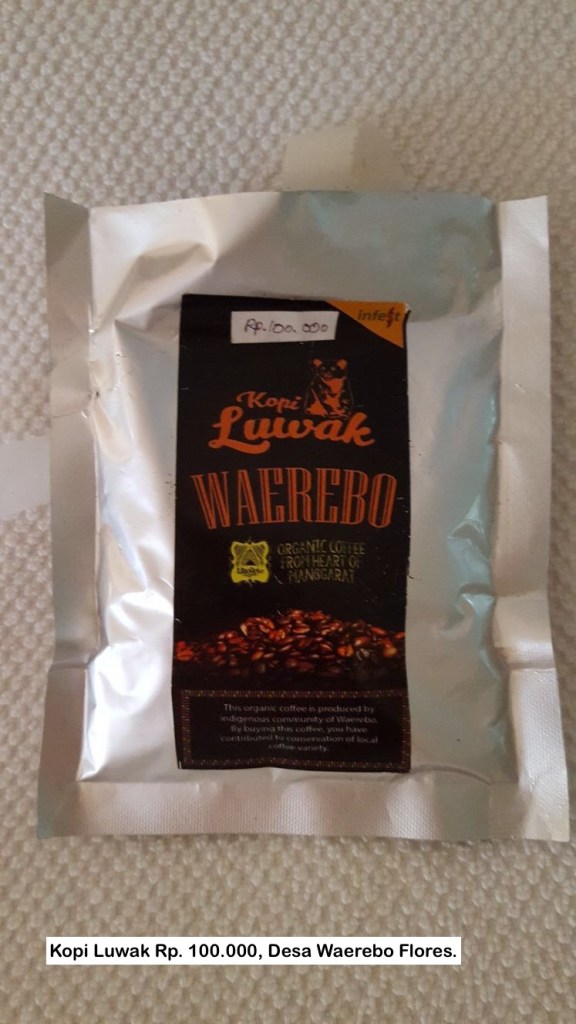 Rp. 100.000
infest
Kopi
Luwak
WAEREBO
ORGANIC COFFEE
FROM HEART OF
MANGGARAI
This organic coffee is produced by
indigenous community of Waerebo.
By buying this coffee, you have
contributed to conservation of local
coffee variety.
Kopi Luwak Rp. 100.000, Desa Waerebo Flores.